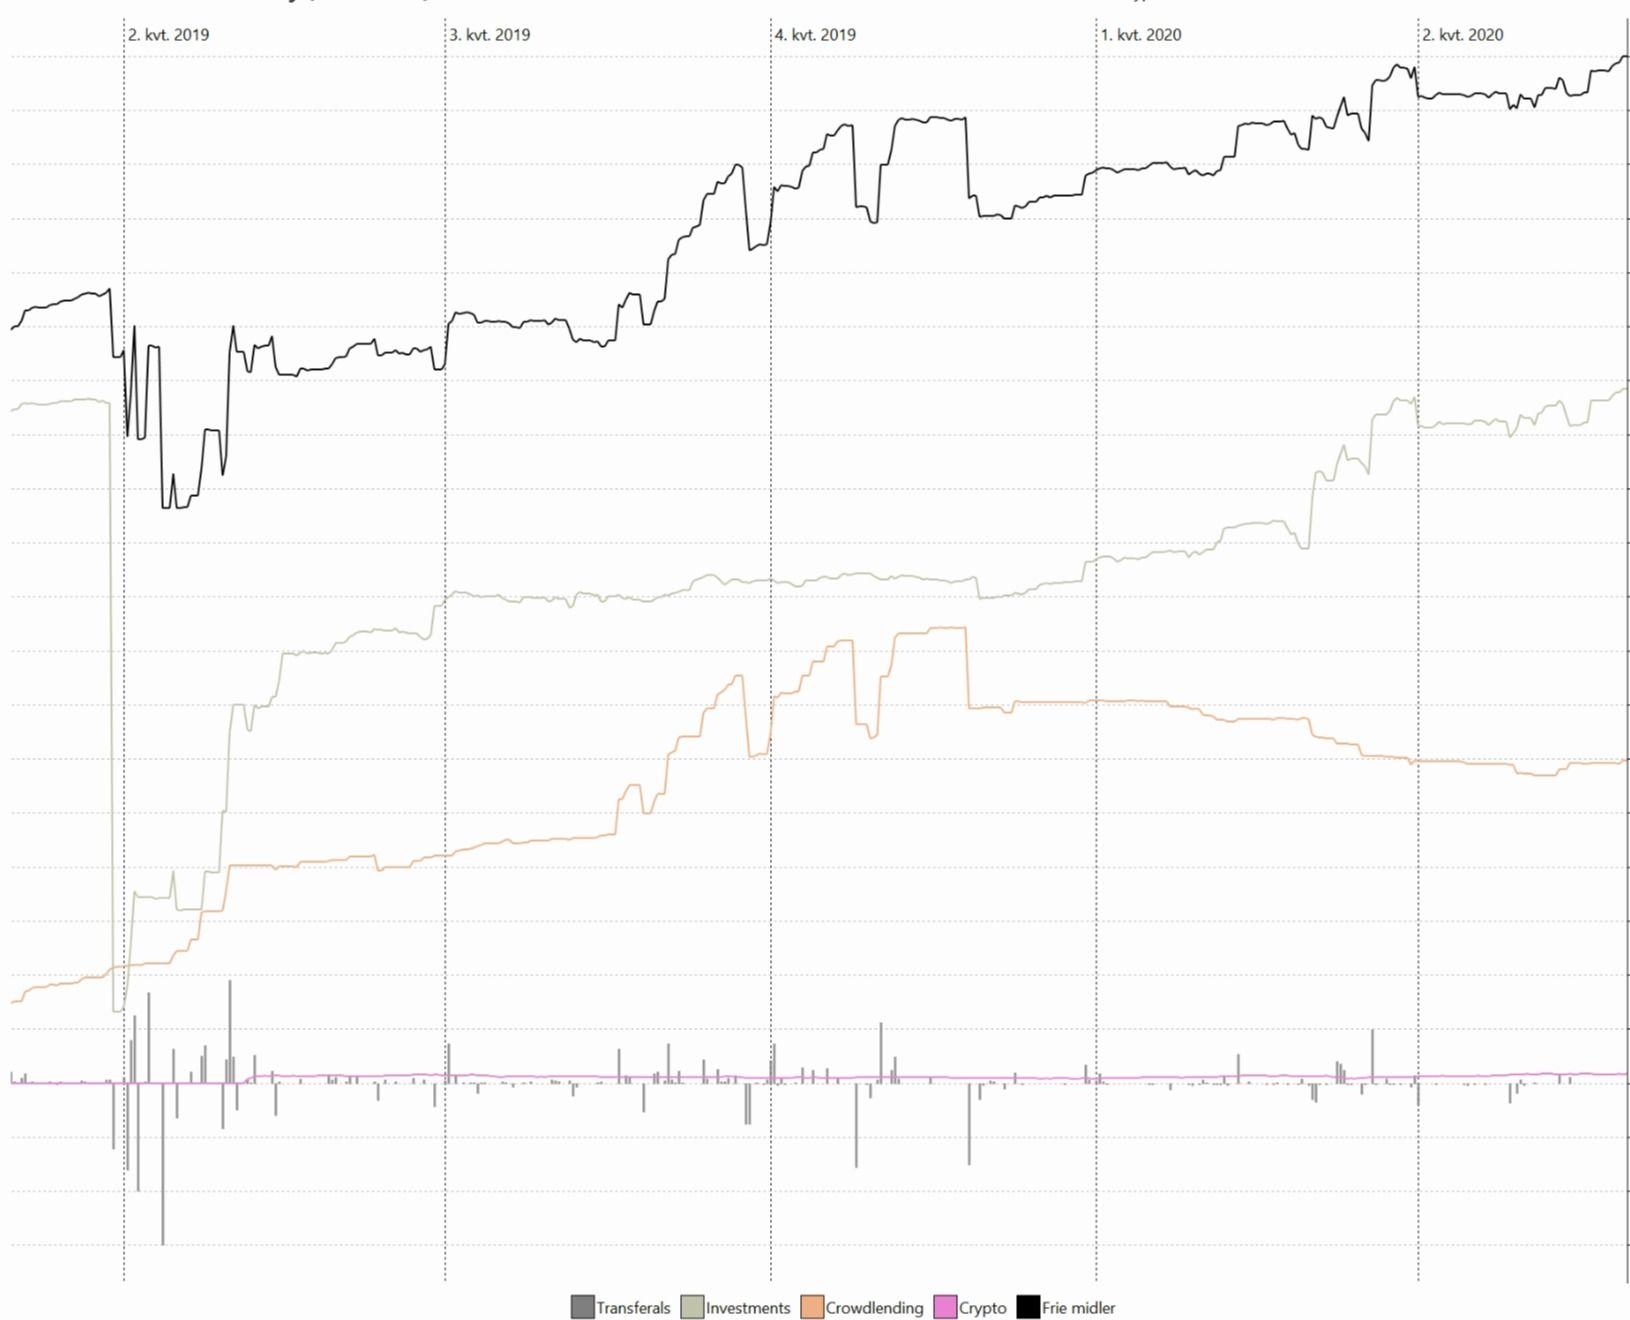 2. kvt. 2019
3. kvt. 2019
4. kvt. 2019
1. kvt. 2020
2. kvt. 2020
Transferals
Investments
Crowdlending
Crypto
Frie midler